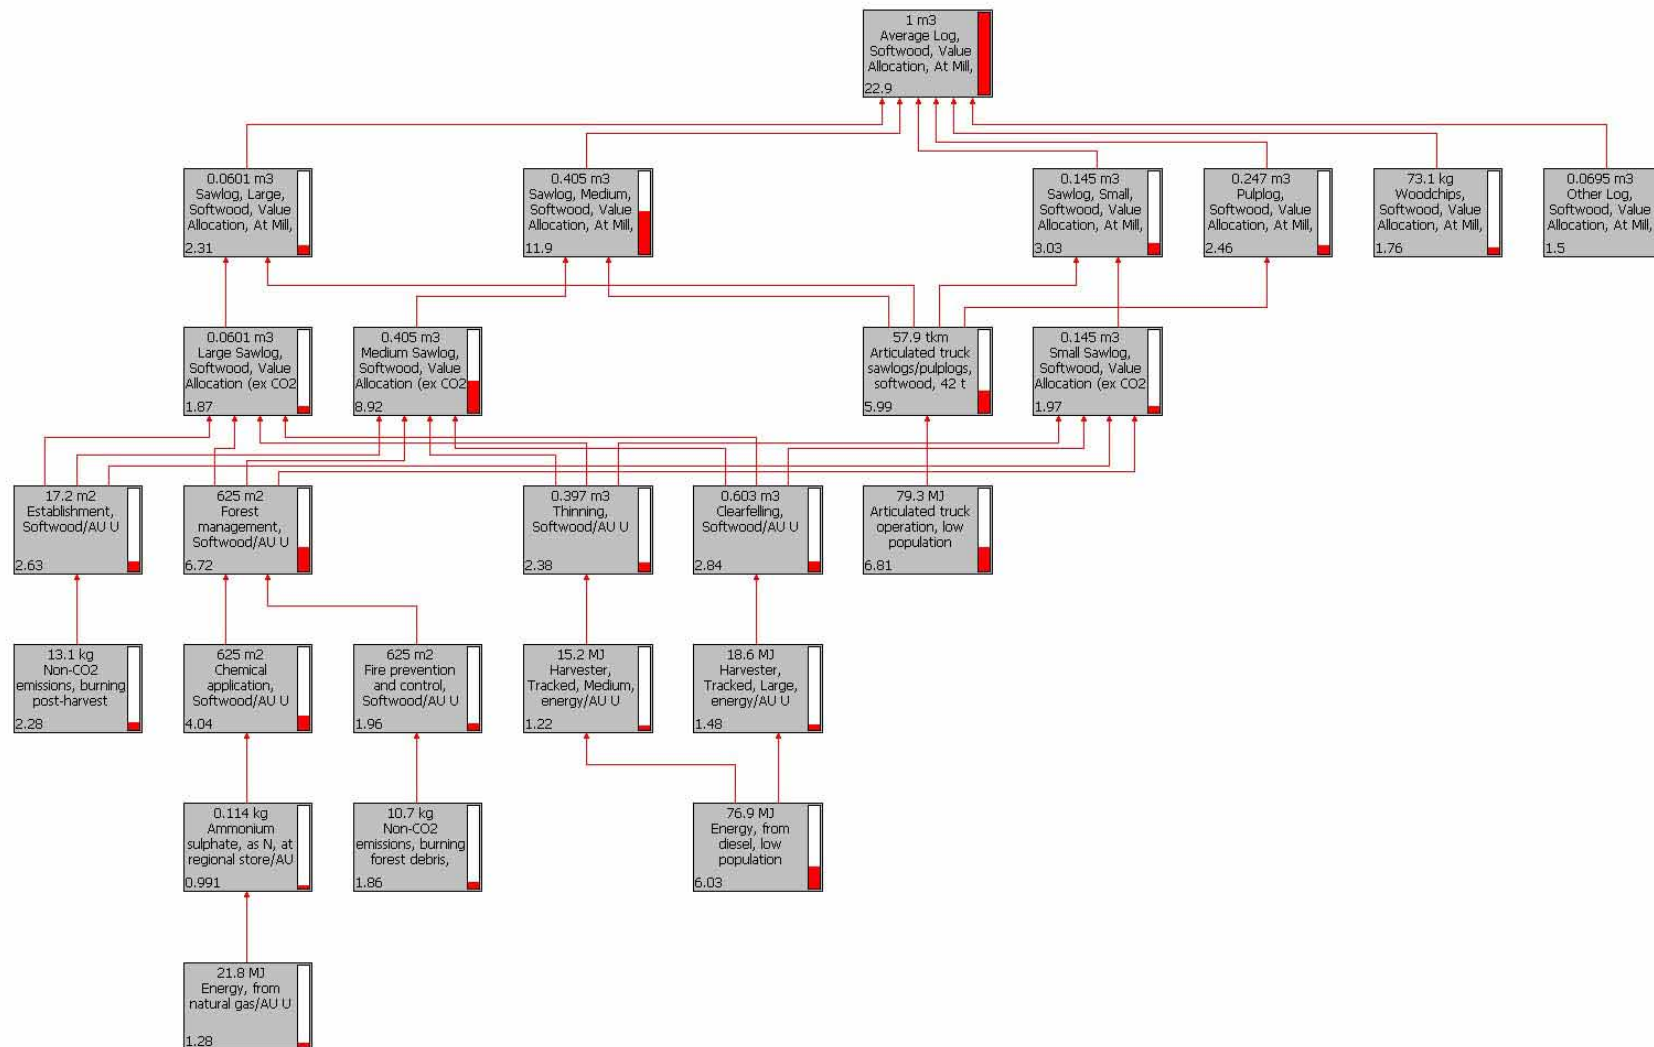 1 m3
Average Log,
Softwood, Value
Allocation, At Mill,
22.9
0.0601 m3
Sawlog, Large,
Softwood, Value
Allocation, At Mill,
2.31
0.405 m3
Sawlog, Medium,
Softwood, Value
Allocation, At Mill,
11.9
0.145 m3
Sawlog, Small,
Softwood, Value
Allocation, At Mill,
3.03
0.247 m3
Pulplog,
Softwood, Value
Allocation, At Mill,
2.46
73.1 kg
Woodchips,
Softwood, Value
Allocation, At Mill,
1.76
0.0695 m3
Other Log,
Softwood, Value
Allocation, At Mill,
1.5
0.0601 m3
Large Sawlog,
Softwood, Value
Allocation (ex CO2
1.87
0.405 m3
Medium Sawlog,
Softwood, Value
Allocation (ex CO2
8.92
57.9 tkm
Articulated truck
sawlogs/pulplogs,
softwood, 42 t
5.99
0.145 m3
Small Sawlog,
Softwood, Value
Allocation (ex CO2
1.97
17.2 m2
Establishment,
Softwood/AU U
2.63
625 m2
Forest
management,
Softwood/AU U
6.72
0.397 m3
Thinning,
Softwood/AU U
2.38
0.603 m3
Clearfelling,
Softwood/AU U
2.84
79.3 MJ
Articulated truck
operation, low
population
6.81
13.1 kg
Non-CO2
emissions, burning
post-harvest
2.28
625 m2
Chemical
application,
Softwood/AU U
4.04
625 m2
Fire prevention
and control,
Softwood/AU U
1.96
15.2 MJ
Harvester,
Tracked, Medium,
energy/AU U
1.22
18.6 MJ
Harvester,
Tracked, Large,
energy/AU U
1.48
0.114 kg
Ammonium
sulphate, as N, at
regional store/AU
0.991
10.7 kg
Non-CO2
emissions, burning
forest debris,
1.86
76.9 MJ
Energy, from
diesel, low
population
6.03
21.8 MJ
Energy, from
natural gas/AU U
1.28